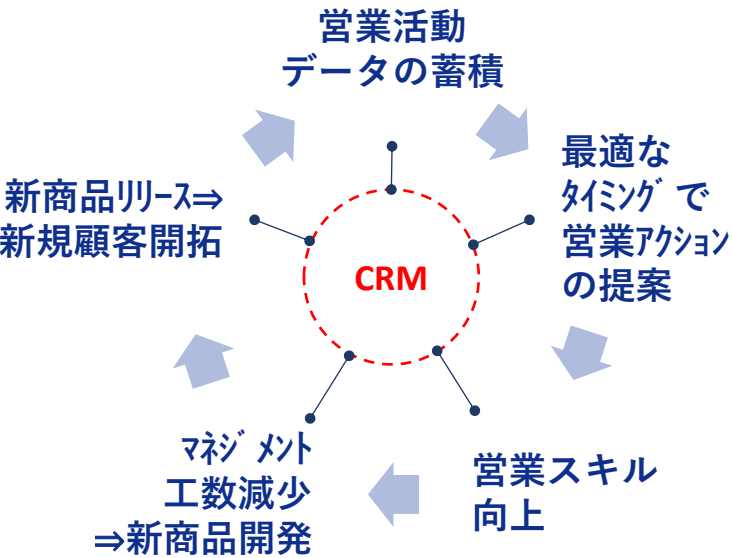 営業活動
データの蓄積
最適な
ﾀｲﾐﾝｸﾞで
営業ｱｸｼｮﾝ
の提案
営業スキル
向上
ﾏﾈｼﾞﾒﾝﾄ
工数減少
⇒新商品開発
新商品ﾘﾘｰｽ⇒
新規顧客開拓
CRM